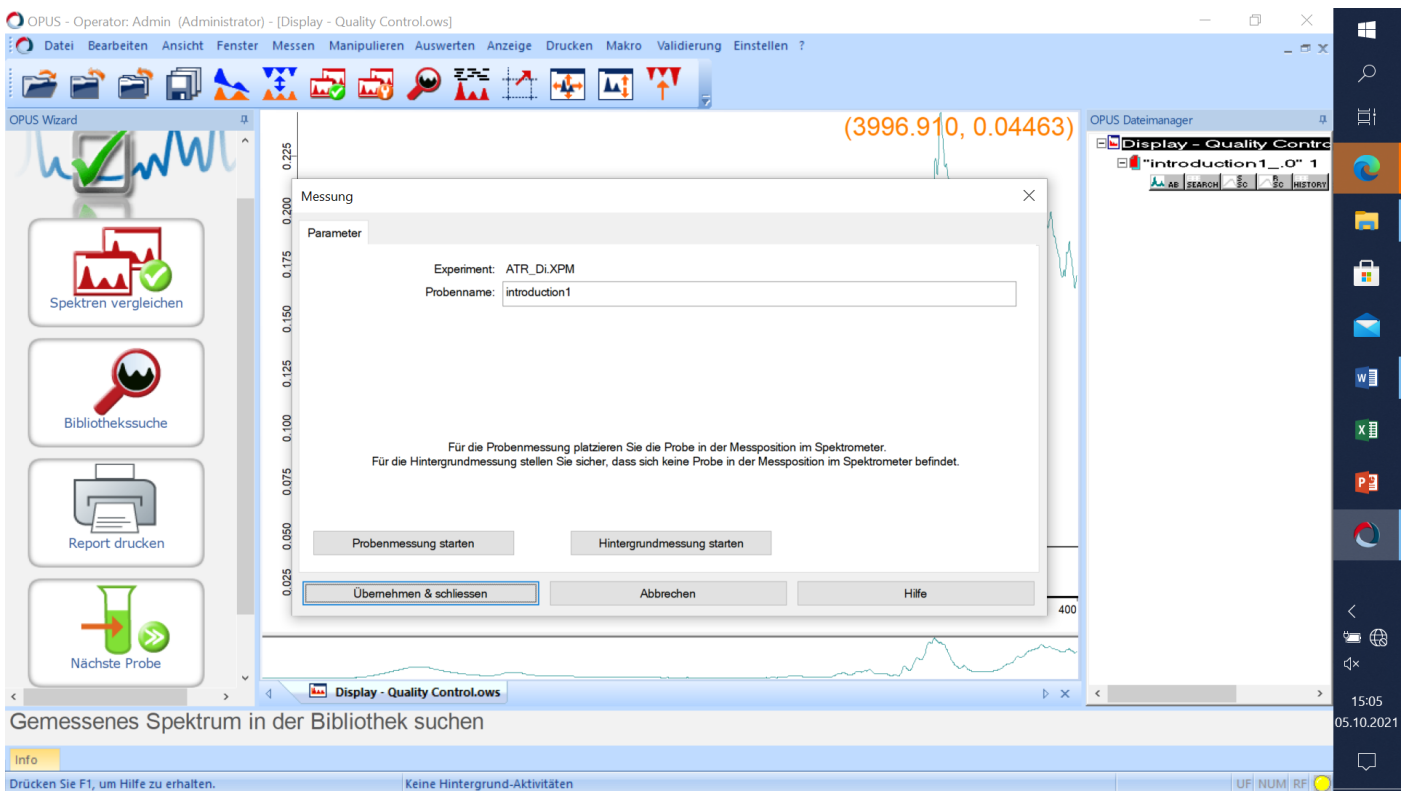 OPUS - Operator: Admin (Administrator) - [Display - Quality Control.ows]
Datei Bearbeiten Ansicht Fenster Messen Manipulieren Auswerten Anzeige Drucken Makro Validierung Einstellen ?
OPUS Wizard
Spektren vergleichen
Bibliothekssuche
Report drucken
Nächste Probe
(3996.910, 0.04463)
0.225
0.200
0.175
0.150
0.125
0.100
0.075
0.050
0.025
400
Messung
Parameter
Experiment: ATR_Di.XPM
Probenname: introduction1
Für die Probenmessung platzieren Sie die Probe in der Messposition im Spektrometer.
Für die Hintergrundmessung stellen Sie sicher, dass sich keine Probe in der Messposition im Spektrometer befindet.
Probenmessung starten Hintergrundmessung starten
Übernehmen & schliessen Abbrechen Hilfe
Display - Quality Control.ows
OPUS Dateimanager
Display - Quality Contro
"introduction1_.0" 1
AB SEARCH S SC R SC HISTORY
Gemessenes Spektrum in der Bibliothek suchen
Info
Drücken Sie F1, um Hilfe zu erhalten. Keine Hintergrund-Aktivitäten UF NUM RF
15:05
05.10.2021